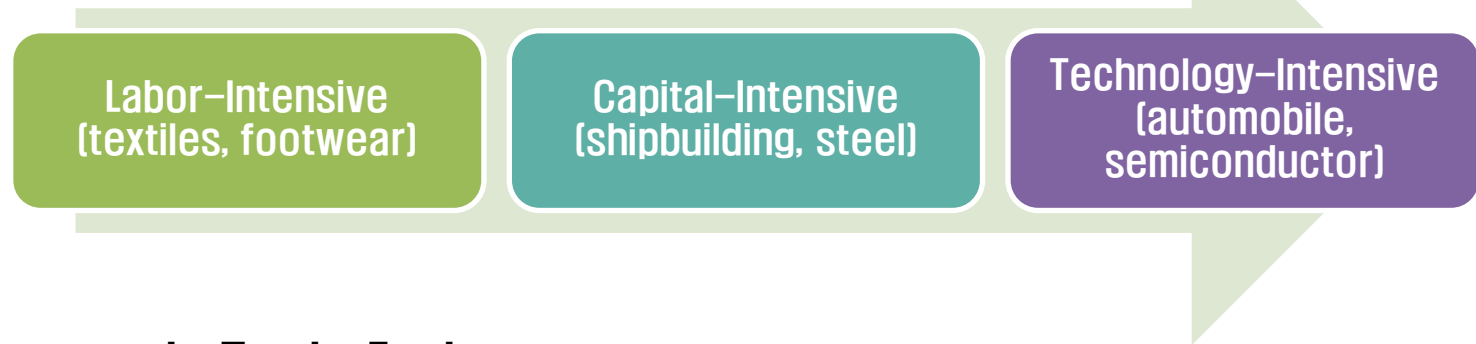 Labor-Intensive
(textiles, footwear)
Capital-Intensive
(shipbuilding, steel)
Technology-Intensive
(automobile,
semiconductor)